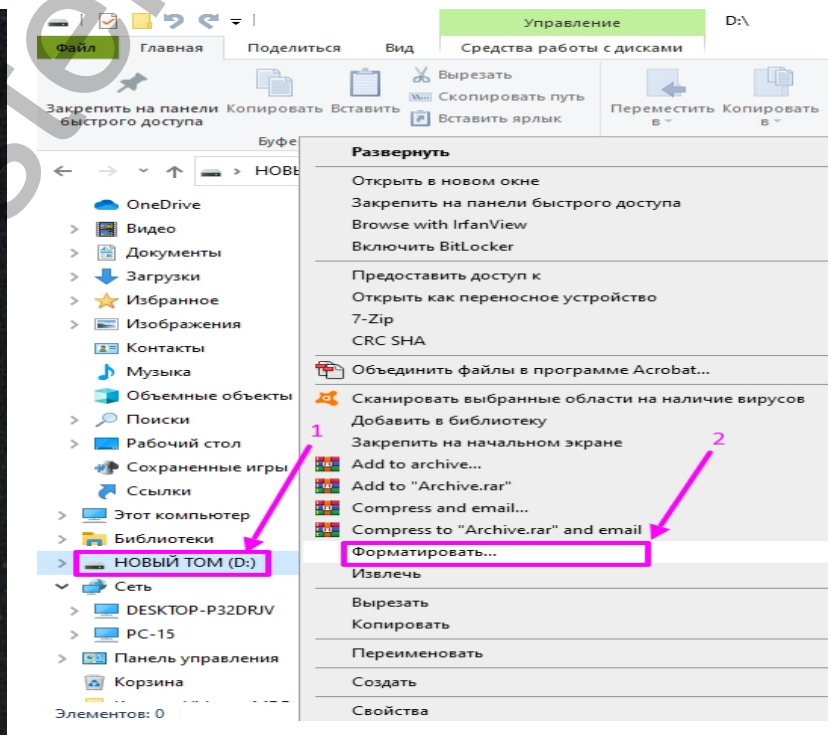 Управление
D:\
Файл
Главная
Поделиться
Вид
Средства работы с дисками
Закрепить на панели быстрого доступа
Копировать
Вставить
Вырезать
Скопировать путь
Вставить ярлык
Переместить в
Копировать в
Буфе
НОВЫ
OneDrive
Видео
Документы
Загрузки
Избранное
Изображения
Контакты
Музыка
Объемные объекты
Поиски
Рабочий стол
Сохраненные игры
Ссылки
Этот компьютер
Библиотеки
НОВЫЙ ТОМ (D:)
Сеть
DESKTOP-P32DRJV
PC-15
Панель управления
Корзина
Элементов: 0
1
Развернуть
Открыть в новом окне
Закрепить на панели быстрого доступа
Browse with IrfanView
Включить BitLocker
Предоставить доступ к
Открыть как переносное устройство
7-Zip
CRC SHA
Объединить файлы в программе Acrobat...
Сканировать выбранные области на наличие вирусов
Добавить в библиотеку
Закрепить на начальном экране
2
Add to archive...
Add to "Archive.rar"
Compress and email...
Compress to "Archive.rar" and email
Форматировать...
Извлечь
Вырезать
Копировать
Переименовать
Создать
Свойства